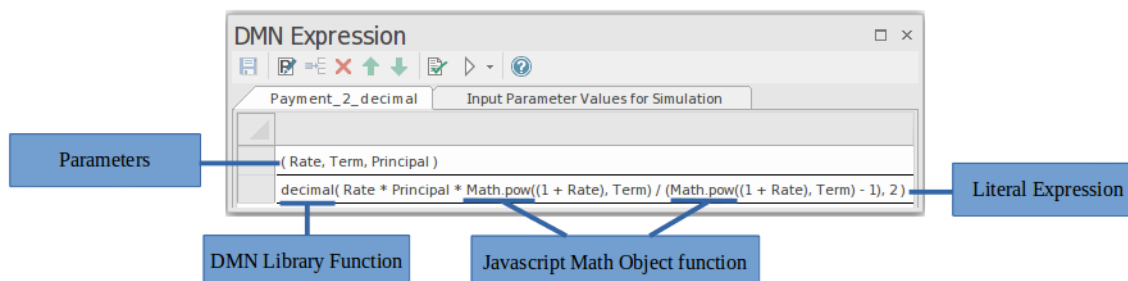 DMN Expression
Payment_2_decimal
Input Parameter Values for Simulation
Parameters
( Rate, Term, Principal )
decimal( Rate * Principal * Math.pow((1 + Rate), Term) / (Math.pow((1 + Rate), Term) - 1), 2 )
Literal Expression
DMN Library Function
Javascript Math Object function